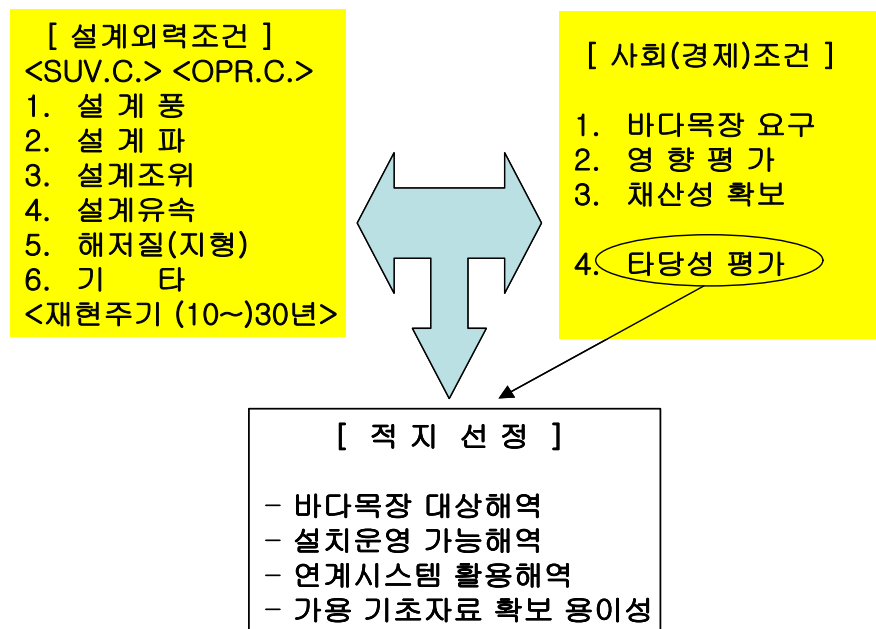 [ 설계외력조건 ]
<SUV.C.> <OPR.C.>
1. 설 계 풍
2. 설 계 파
3. 설계조위
4. 설계유속
5. 해저질(지형)
6. 기 타
<재현주기 (10~)30년>
[ 사회(경제)조건 ]
1. 바다목장 요구
2. 영 향 평 가
3. 채산성 확보
4. 타당성 평가
[ 적 지 선 정 ]
- 바다목장 대상해역
- 설치운영 가능해역
- 연계시스템 활용해역
- 가용 기초자료 확보 용이성